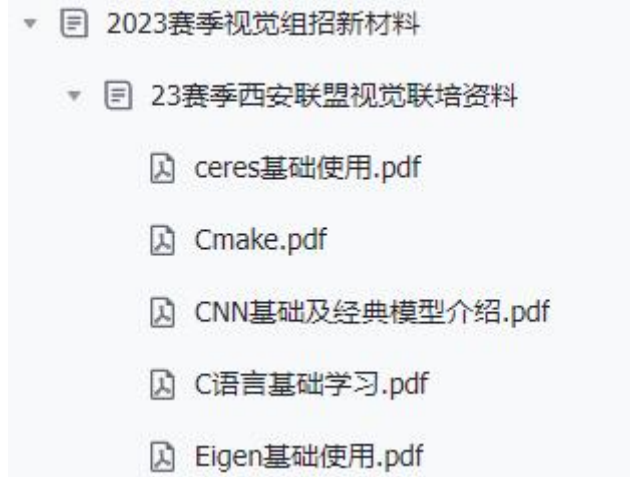 2023赛季视觉组招新材料
23赛季西安联盟视觉联培资料
ceres基础使用.pdf
Cmake.pdf
CNN基础及经典模型介绍.pdf
C语言基础学习.pdf
Eigen基础使用.pdf